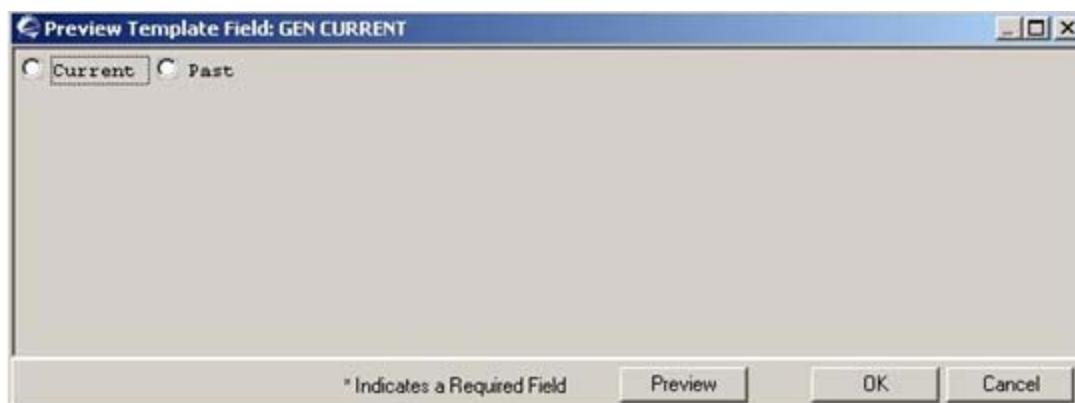 Preview Template Field: GEN CURRENT
Current Past
* Indicates a Required Field Preview OK Cancel